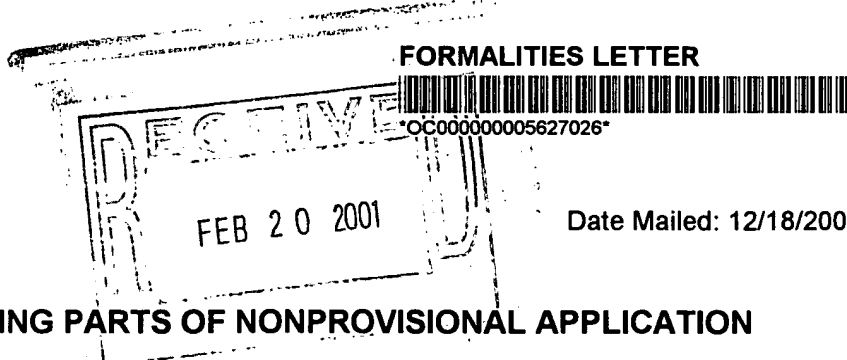 FORMALITIES LETTER
*OC000000005627026*
RECEIVED
FEB 20 2001
Date Mailed: 12/18/200
ING PARTS OF NONPROVISIONAL APPLICATION